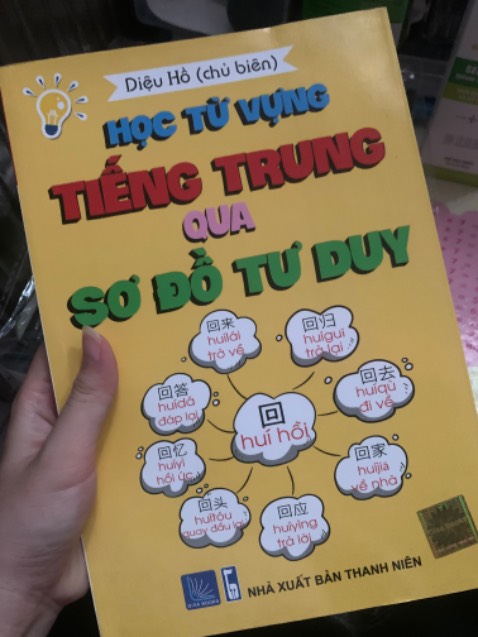 Diệu Hồ (chủ biên)
HỌC TỪ VỰNG
TIẾNG TRUNG
QUA
SƠ ĐỒ TƯ DUY
回来
huílái
trở về
回归
huíguī
trở lại
回答
huídá
đáp lại
回
huí hồi
回去
huíqù
đi về
回忆
huíyì
hồi ức
回家
huíjiā
về nhà
回头
huítóu
quay đầu lại
回应
huíyìng
trả lời
NHÀ XUẤT BẢN THANH NIÊN